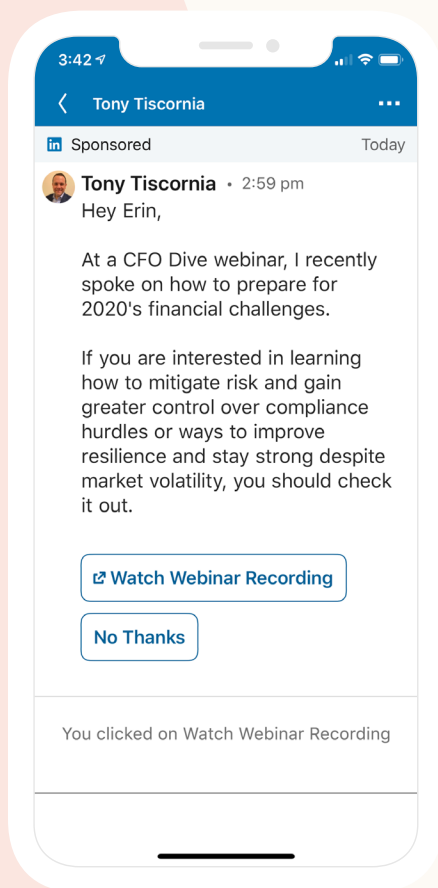 3:42
Tony Tiscornia
in Sponsored Today
Tony Tiscornia • 2:59 pm
Hey Erin,
At a CFO Dive webinar, I recently
spoke on how to prepare for
2020's financial challenges.
If you are interested in learning
how to mitigate risk and gain
greater control over compliance
hurdles or ways to improve
resilience and stay strong despite
market volatility, you should check
it out.
Watch Webinar Recording
No Thanks
You clicked on Watch Webinar Recording